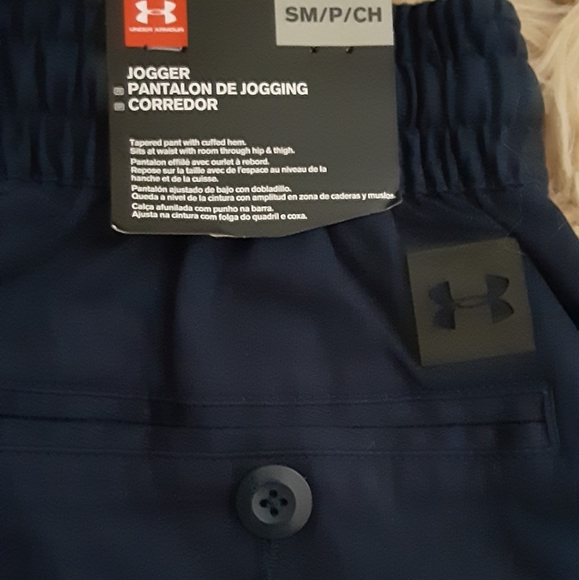 UNDER ARMOUR
SM/P/CH
JOGGER
PANTALON DE JOGGING
CORREDOR
Tapered pant with cuffed hem.
Sits at waist with room through hip & thigh.
Pantalon effilé avec ourlet à rebord.
Repose sur la taille avec de l'espace au niveau de la
hanche et de la cuisse.
Pantalón ajustado de bajo con dobladillo.
Queda a nivel de la cintura con amplitud en zona de caderas y muslos.
Calça afunilada com punho na barra.
Ajusta na cintura com folga do quadril e coxa.